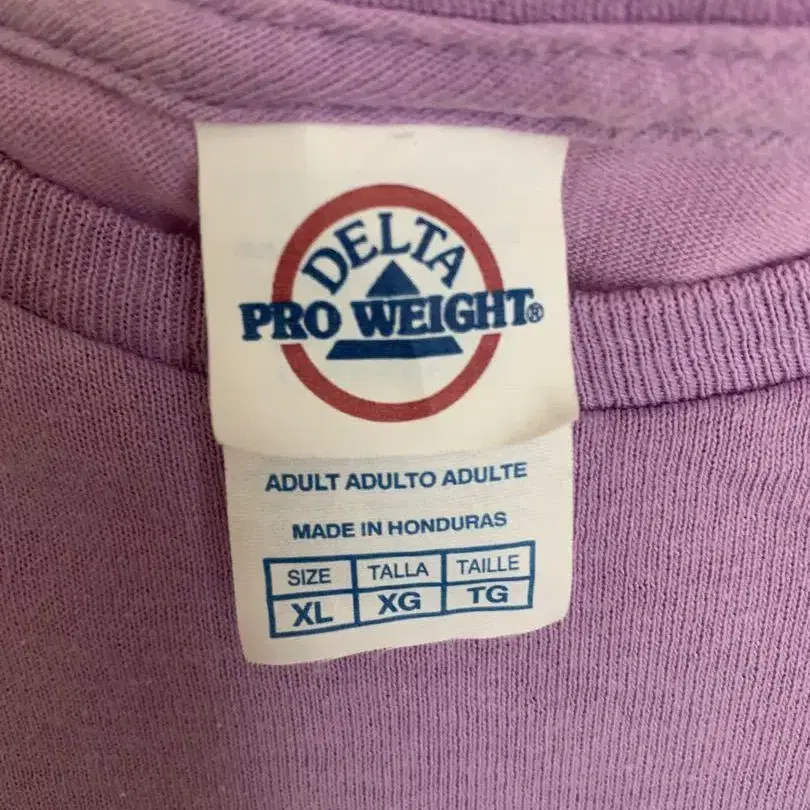 DELTA
PRO WEIGHT®
ADULT ADULTO ADULTE
MADE IN HONDURAS
SIZE TALLA TAILLE
XL XG TG